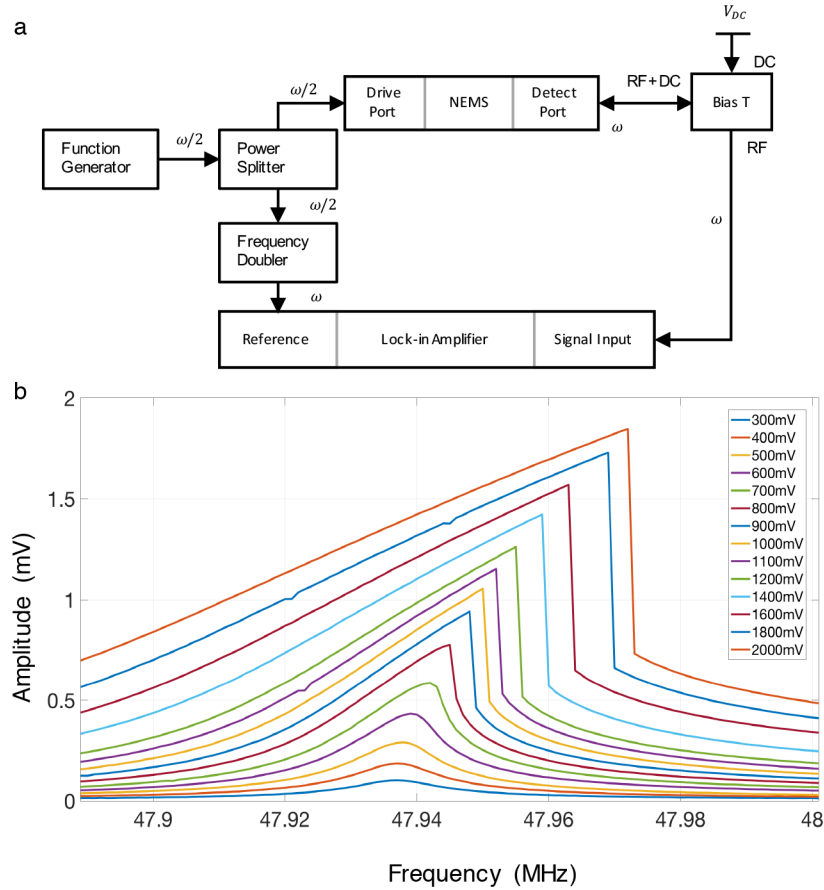 a
V_DC
DC
RF+DC
ω/2
Drive
Port
NEMS
Detect
Port
Bias T
ω
RF
Function
Generator
ω/2
Power
Splitter
ω/2
ω
Frequency
Doubler
ω
Reference
Lock-in Amplifier
Signal Input
b
2
1.5
1
0.5
0
Amplitude (mV)
300mV
400mV
500mV
600mV
700mV
800mV
900mV
1000mV
1100mV
1200mV
1400mV
1600mV
1800mV
2000mV
47.9
47.92
47.94
47.96
47.98
48
Frequency (MHz)